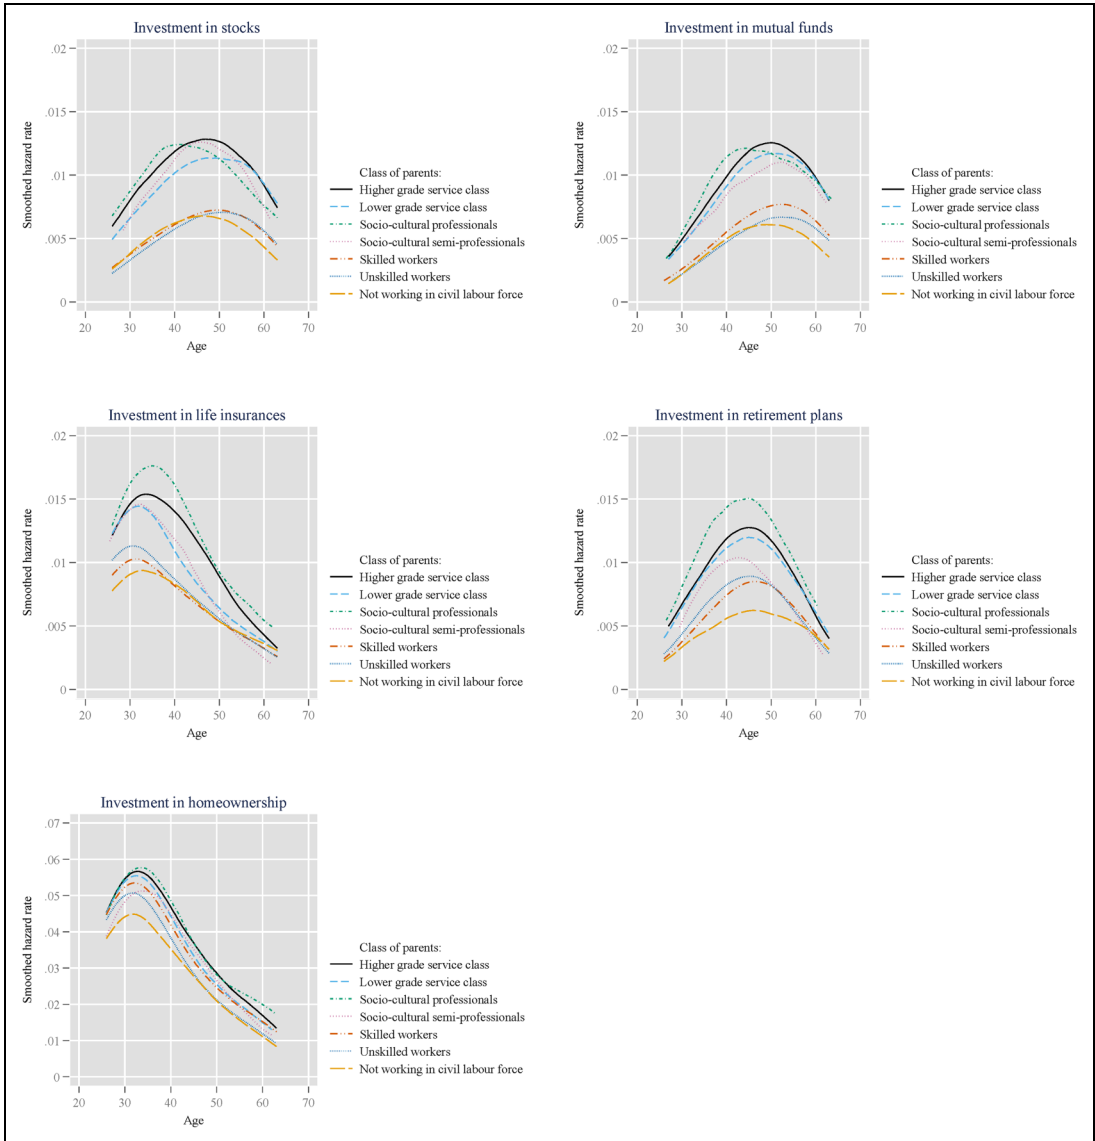 Investment in stocks
.02
.015
.01
.005
0
Smoothed hazard rate
20 30 40 50 60 70
Age
Class of parents:
Higher grade service class
Lower grade service class
Socio-cultural professionals
Socio-cultural semi-professionals
Skilled workers
Unskilled workers
Not working in civil labour force
Investment in mutual funds
.02
.015
.01
.005
0
Smoothed hazard rate
20 30 40 50 60 70
Age
Class of parents:
Higher grade service class
Lower grade service class
Socio-cultural professionals
Socio-cultural semi-professionals
Skilled workers
Unskilled workers
Not working in civil labour force
Investment in life insurances
.02
.015
.01
.005
0
Smoothed hazard rate
20 30 40 50 60 70
Age
Class of parents:
Higher grade service class
Lower grade service class
Socio-cultural professionals
Socio-cultural semi-professionals
Skilled workers
Unskilled workers
Not working in civil labour force
Investment in retirement plans
.02
.015
.01
.005
0
Smoothed hazard rate
20 30 40 50 60 70
Age
Class of parents:
Higher grade service class
Lower grade service class
Socio-cultural professionals
Socio-cultural semi-professionals
Skilled workers
Unskilled workers
Not working in civil labour force
Investment in homeownership
.07
.06
.05
.04
.03
.02
.01
0
Smoothed hazard rate
20 30 40 50 60 70
Age
Class of parents:
Higher grade service class
Lower grade service class
Socio-cultural professionals
Socio-cultural semi-professionals
Skilled workers
Unskilled workers
Not working in civil labour force